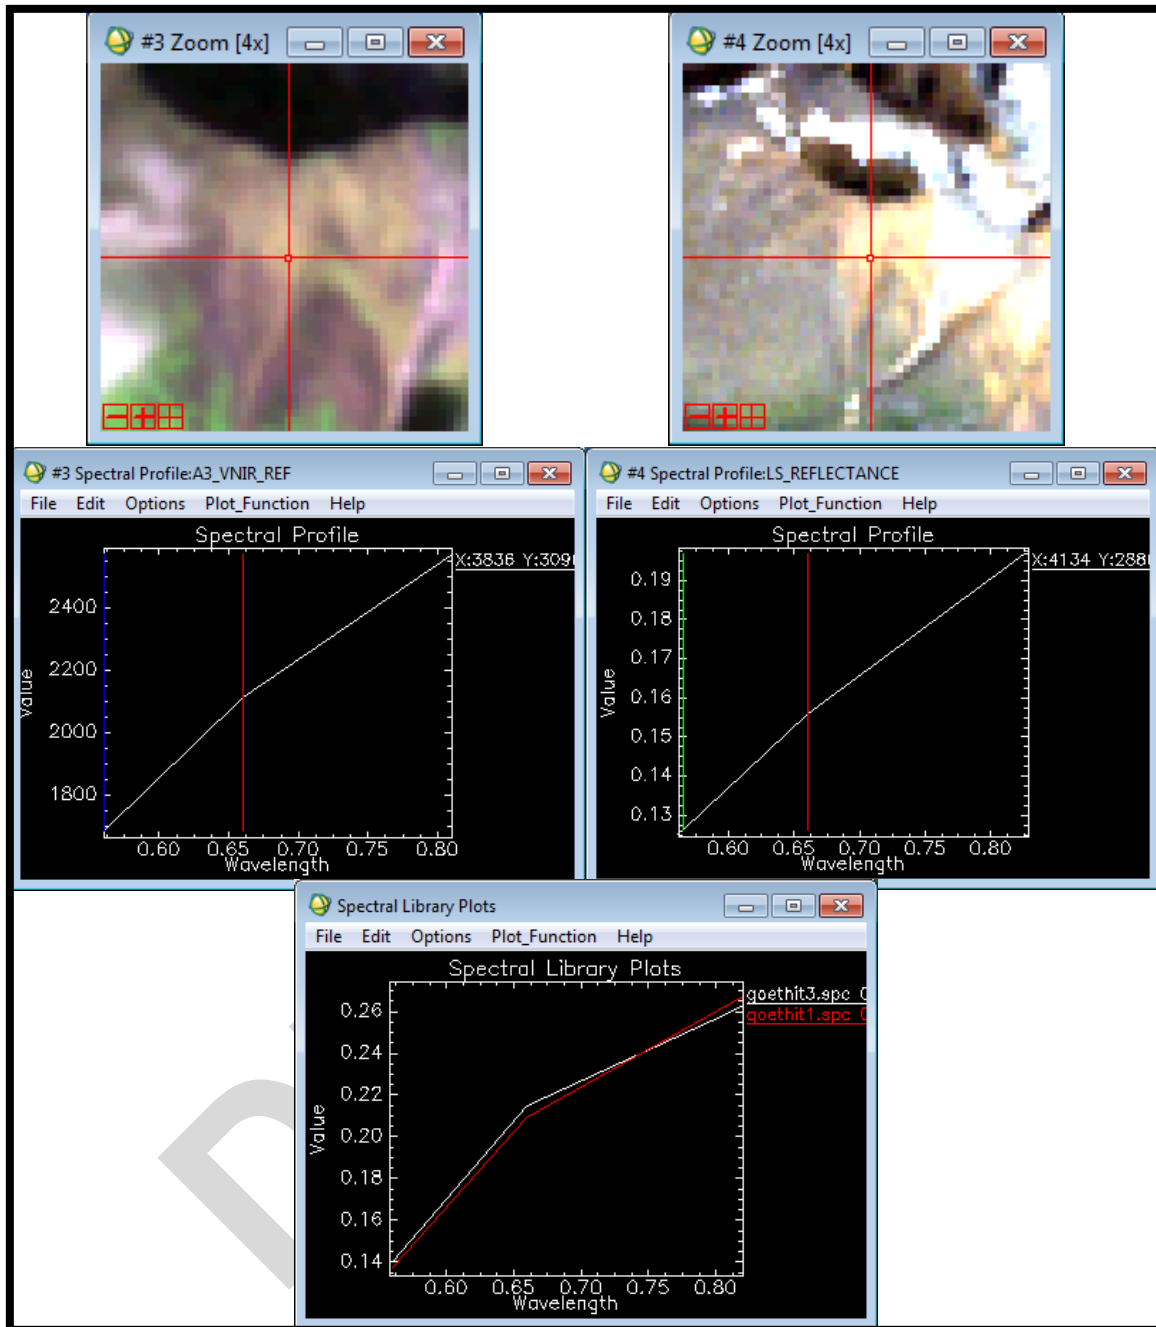 #3 Zoom [4x]
#4 Zoom [4x]
#3 Spectral Profile:A3_VNIR_REF
File Edit Options Plot_Function Help
Spectral Profile
X:3836 Y:309
2400
2200
2000
1800
Value
0.60 0.65 0.70 0.75 0.80
Wavelength
#4 Spectral Profile:LS_REFLECTANCE
File Edit Options Plot_Function Help
Spectral Profile
X:4134 Y:288
0.19
0.18
0.17
0.16
0.15
0.14
0.13
Value
0.60 0.65 0.70 0.75 0.80
Wavelength
Spectral Library Plots
File Edit Options Plot_Function Help
Spectral Library Plots
goethit3.spc
goethit1.spc
0.26
0.24
0.22
0.20
0.18
0.16
0.14
Value
0.60 0.65 0.70 0.75 0.80
Wavelength